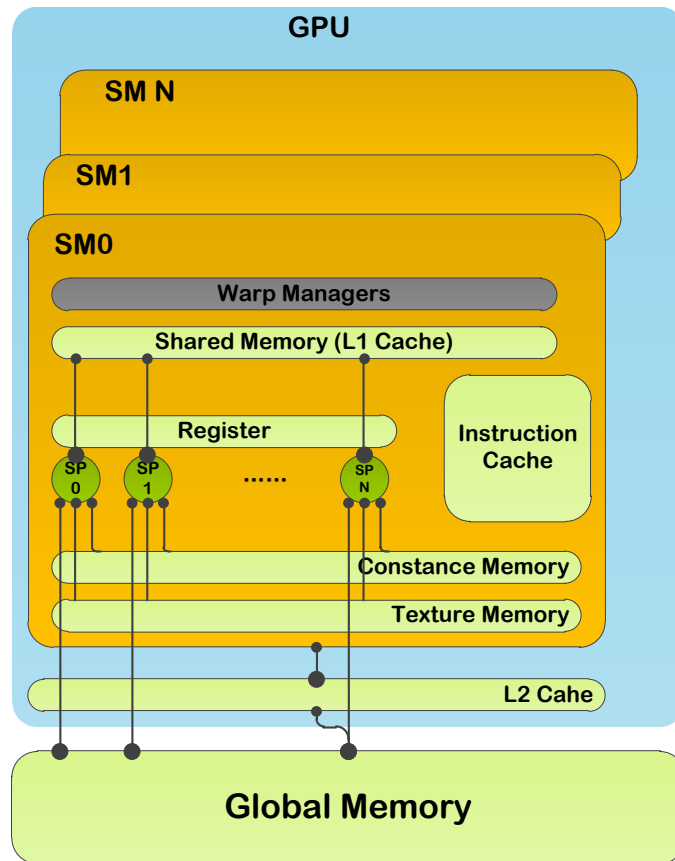 GPU
SM N
SM1
SM0
Warp Managers
Shared Memory (L1 Cache)
Register
Instruction
Cache
SP
0
SP
1
......
SP
N
Constance Memory
Texture Memory
L2 Cahe
Global Memory